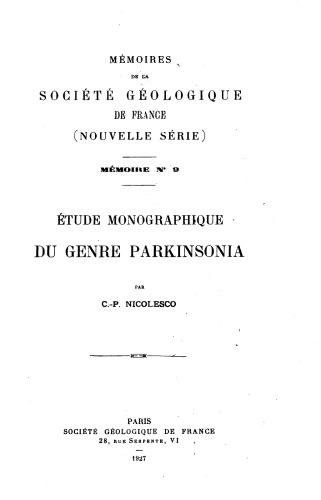 MÉMOIRES
DE LA
SOCIÉTÉ GÉOLOGIQUE
DE FRANCE
(NOUVELLE SÉRIE)
MÉMOIRE N° 9
ÉTUDE MONOGRAPHIQUE
DU GENRE PARKINSONIA
PAR
C.-P. NICOLESCO
PARIS
SOCIÉTÉ GÉOLOGIQUE DE FRANCE
28, RUE SERPENTE, VI
1927